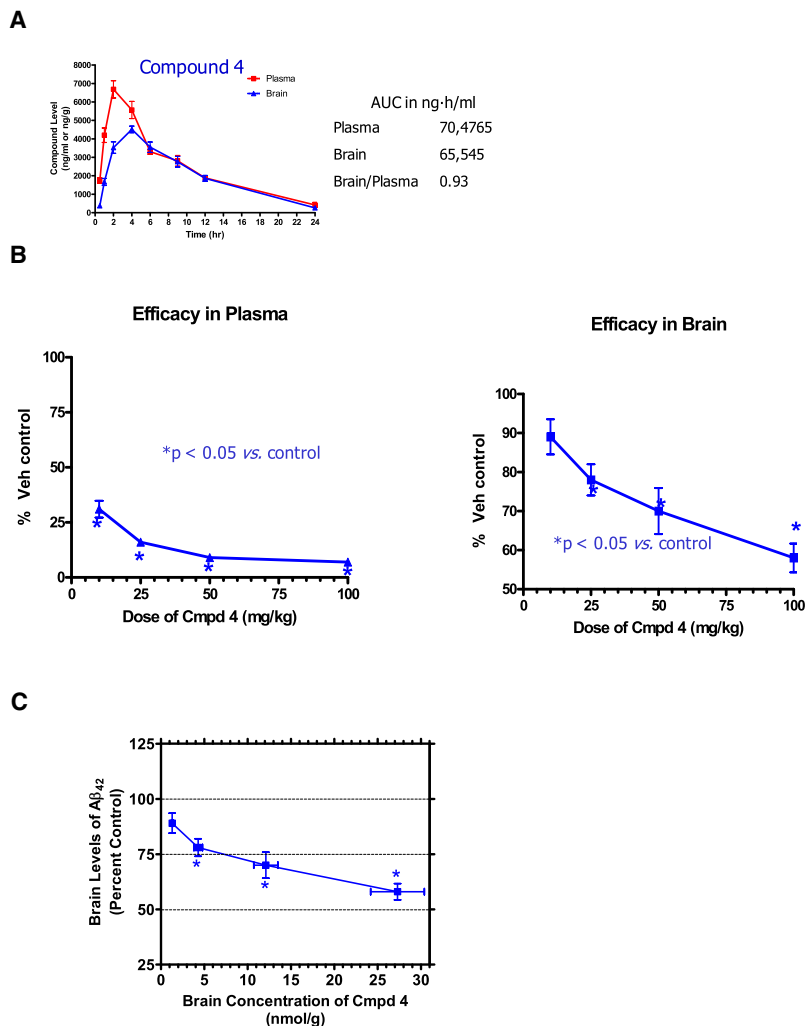 A
Compound 4
Plasma
Brain
8000
7000
6000
5000
4000
3000
2000
1000
0
Compound Level
(ng/ml or ng/g)
0 2 4 6 8 10 12 14 16 18 20 22 24
Time (hr)
AUC in ng·h/ml
Plasma 70,4765
Brain 65,545
Brain/Plasma 0.93
B
Efficacy in Plasma
100
75
50
25
0
% Veh control
*p < 0.05 vs. control
* * * *
0 25 50 75 100
Dose of Cmpd 4 (mg/kg)
Efficacy in Brain
100
90
80
70
60
50
% Veh control
* * *
*p < 0.05 vs. control
0 25 50 75 100
Dose of Cmpd 4 (mg/kg)
C
125
100
75
50
25
Brain Levels of Aβ42
(Percent Control)
* * *
0 5 10 15 20 25 30
Brain Concentration of Cmpd 4
(nmol/g)